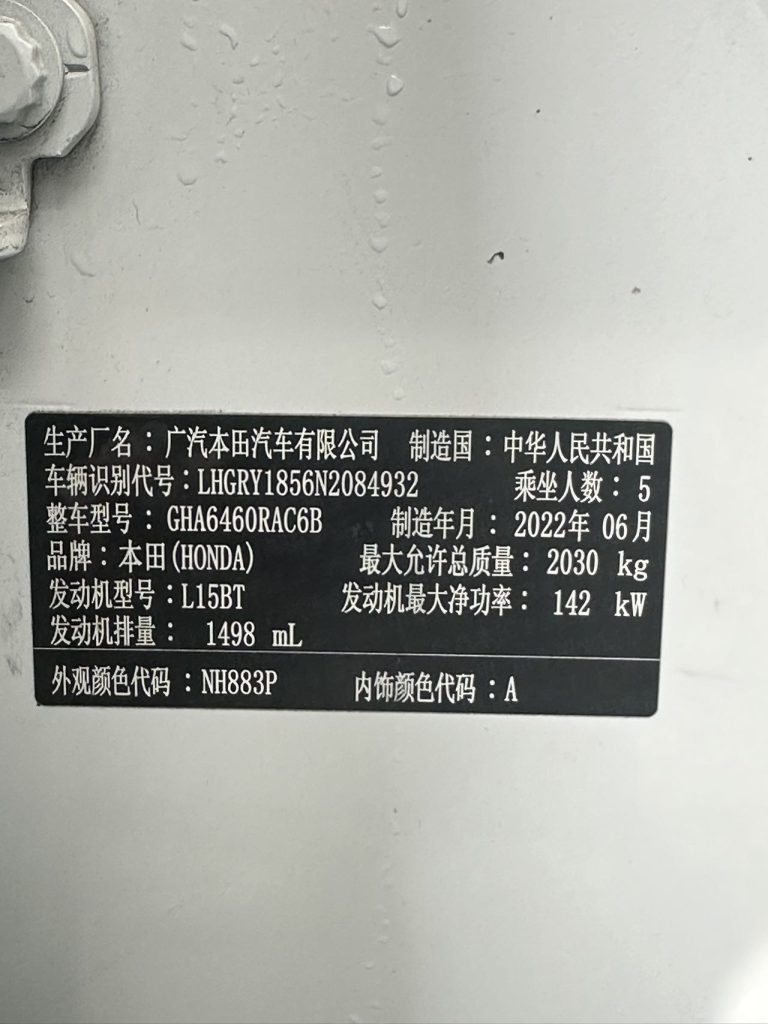 生产厂名：广汽本田汽车有限公司 制造国：中华人民共和国
车辆识别代号：LHGRY1856N2084932 乘坐人数：5
整车型号：GHA6460RAC6B 制造年月：2022年 06月
品牌：本田(HONDA) 最大允许总质量：2030 kg
发动机型号：L15BT 发动机最大净功率：142 kW
发动机排量：1498 mL
外观颜色代码：NH883P 内饰颜色代码：A